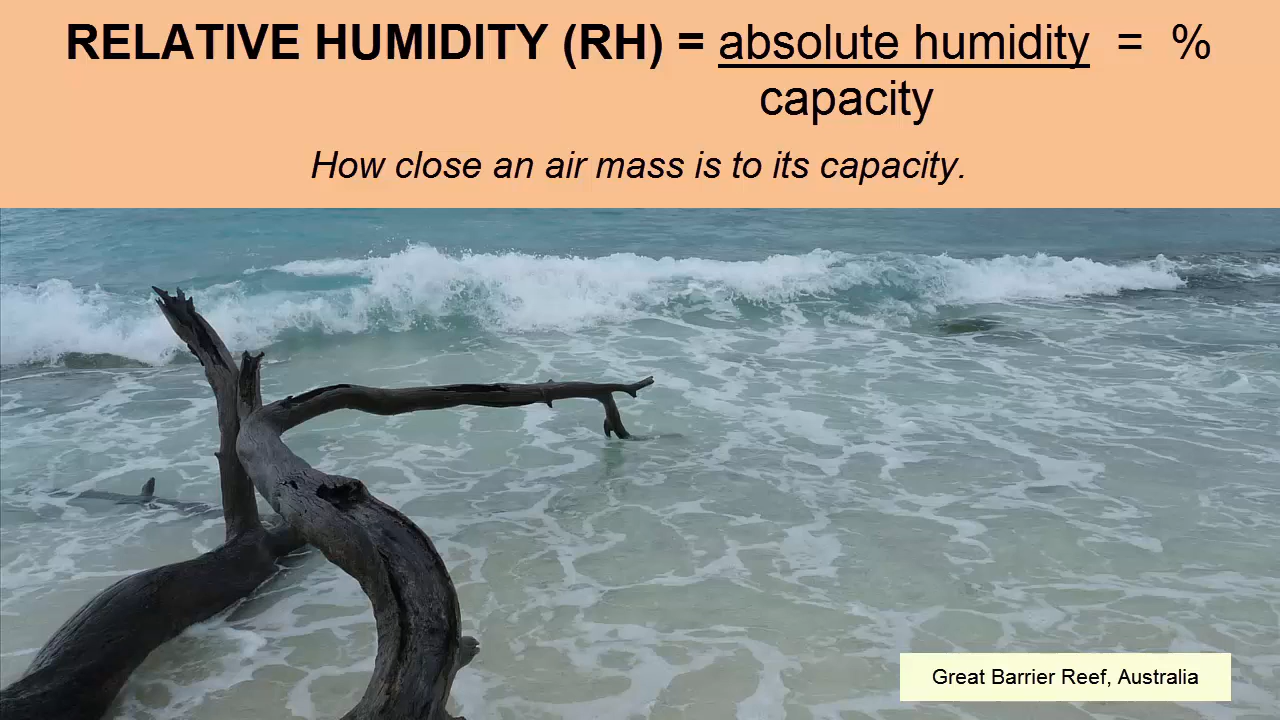 RELATIVE HUMIDITY (RH) = absolute humidity = %
capacity
How close an air mass is to its capacity.
Great Barrier Reef, Australia